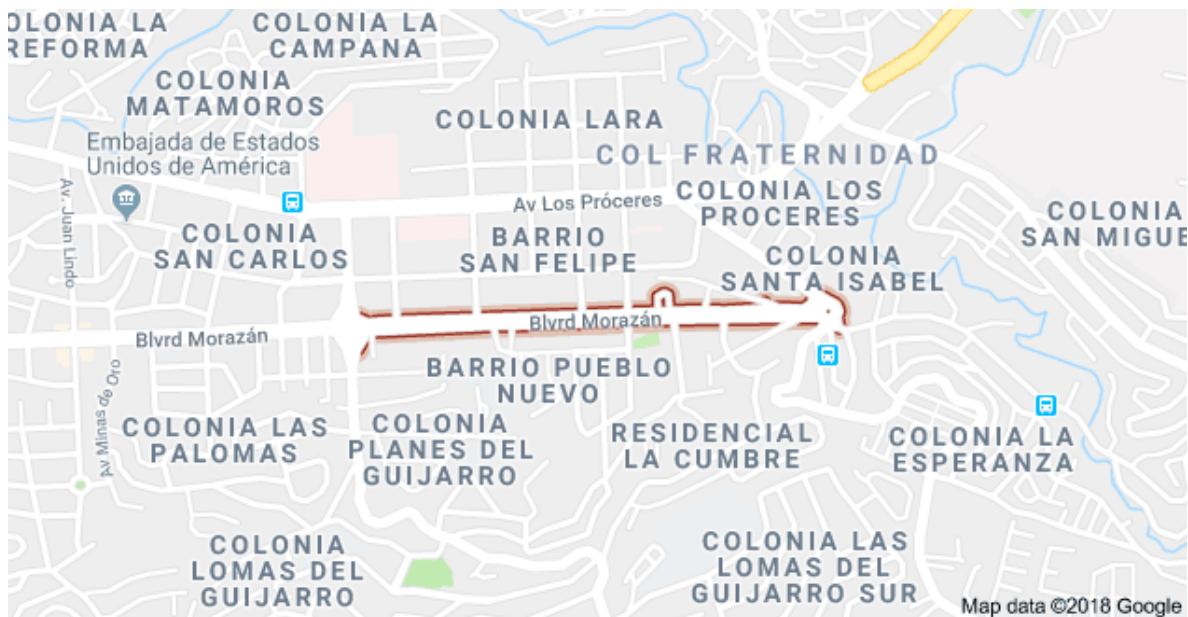 OLONIA LA
REFORMA
COLONIA LA
CAMPANA
COLONIA
MATAMOROS
COLONIA LARA
Embajada de Estados
Unidos de América
COL FRATERNIDAD
Av. Juan Lindo
Av Los Próceres
COLONIA LOS
PROCERES
COLONIA
SAN MIGUE
COLONIA
SAN CARLOS
BARRIO
SAN FELIPE
COLONIA
SANTA ISABEL
Blvrd Morazán
Blvrd Morazán
BARRIO PUEBLO
NUEVO
Av Minas de Oro
COLONIA LAS
PALOMAS
COLONIA
PLANES DEL
GUIJARRO
RESIDENCIAL
LA CUMBRE
COLONIA LA
ESPERANZA
COLONIA
LOMAS DEL
GUIJARRO
COLONIA LAS
LOMAS DEL
GUIJARRO SUR
Map data ©2018 Google